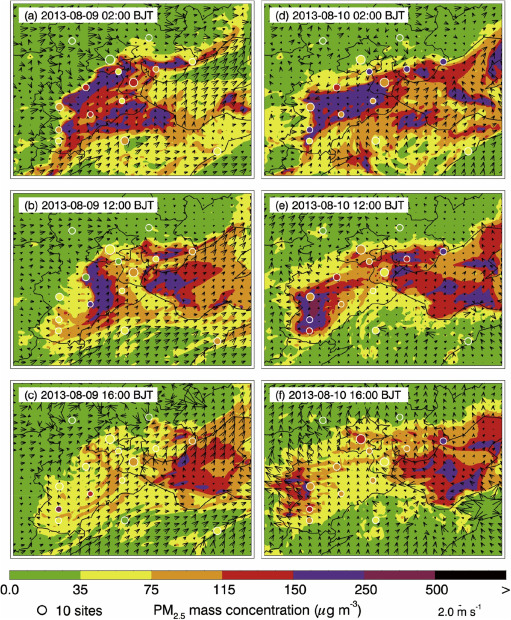 (a) 2013-08-09 02:00 BJT
(d) 2013-08-10 02:00 BJT
(b) 2013-08-09 12:00 BJT
(e) 2013-08-10 12:00 BJT
(c) 2013-08-09 16:00 BJT
(f) 2013-08-10 16:00 BJT
0.0 35 75 115 150 250 500 >
10 sites PM2.5 mass concentration (μg m-3) 2.0 m s-1